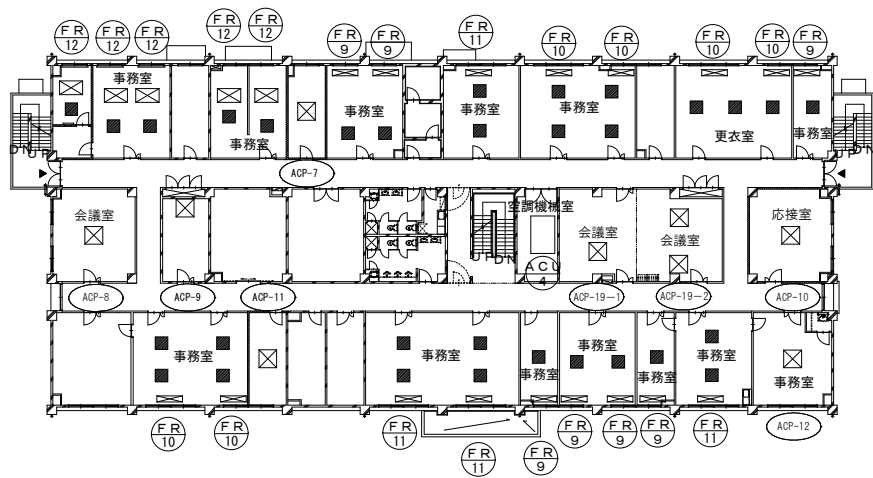 FR 12
FR 12
FR 12
FR 12
FR 12
FR 9
FR 9
FR 11
FR 10
FR 10
FR 10
FR 10
FR 9
事務室
事務室
事務室
事務室
事務室
更衣室
事務室
DN
UP
UP
DN
ACP-7
会議室
空調機械室
会議室
会議室
応接室
UP
DN
ACU 4
ACP-8
ACP-9
ACP-11
ACP-19-1
ACP-19-2
ACP-10
事務室
事務室
事務室
事務室
事務室
事務室
事務室
FR 10
FR 10
FR 11
FR 11
FR 9
FR 9
FR 9
FR 9
FR 11
ACP-12